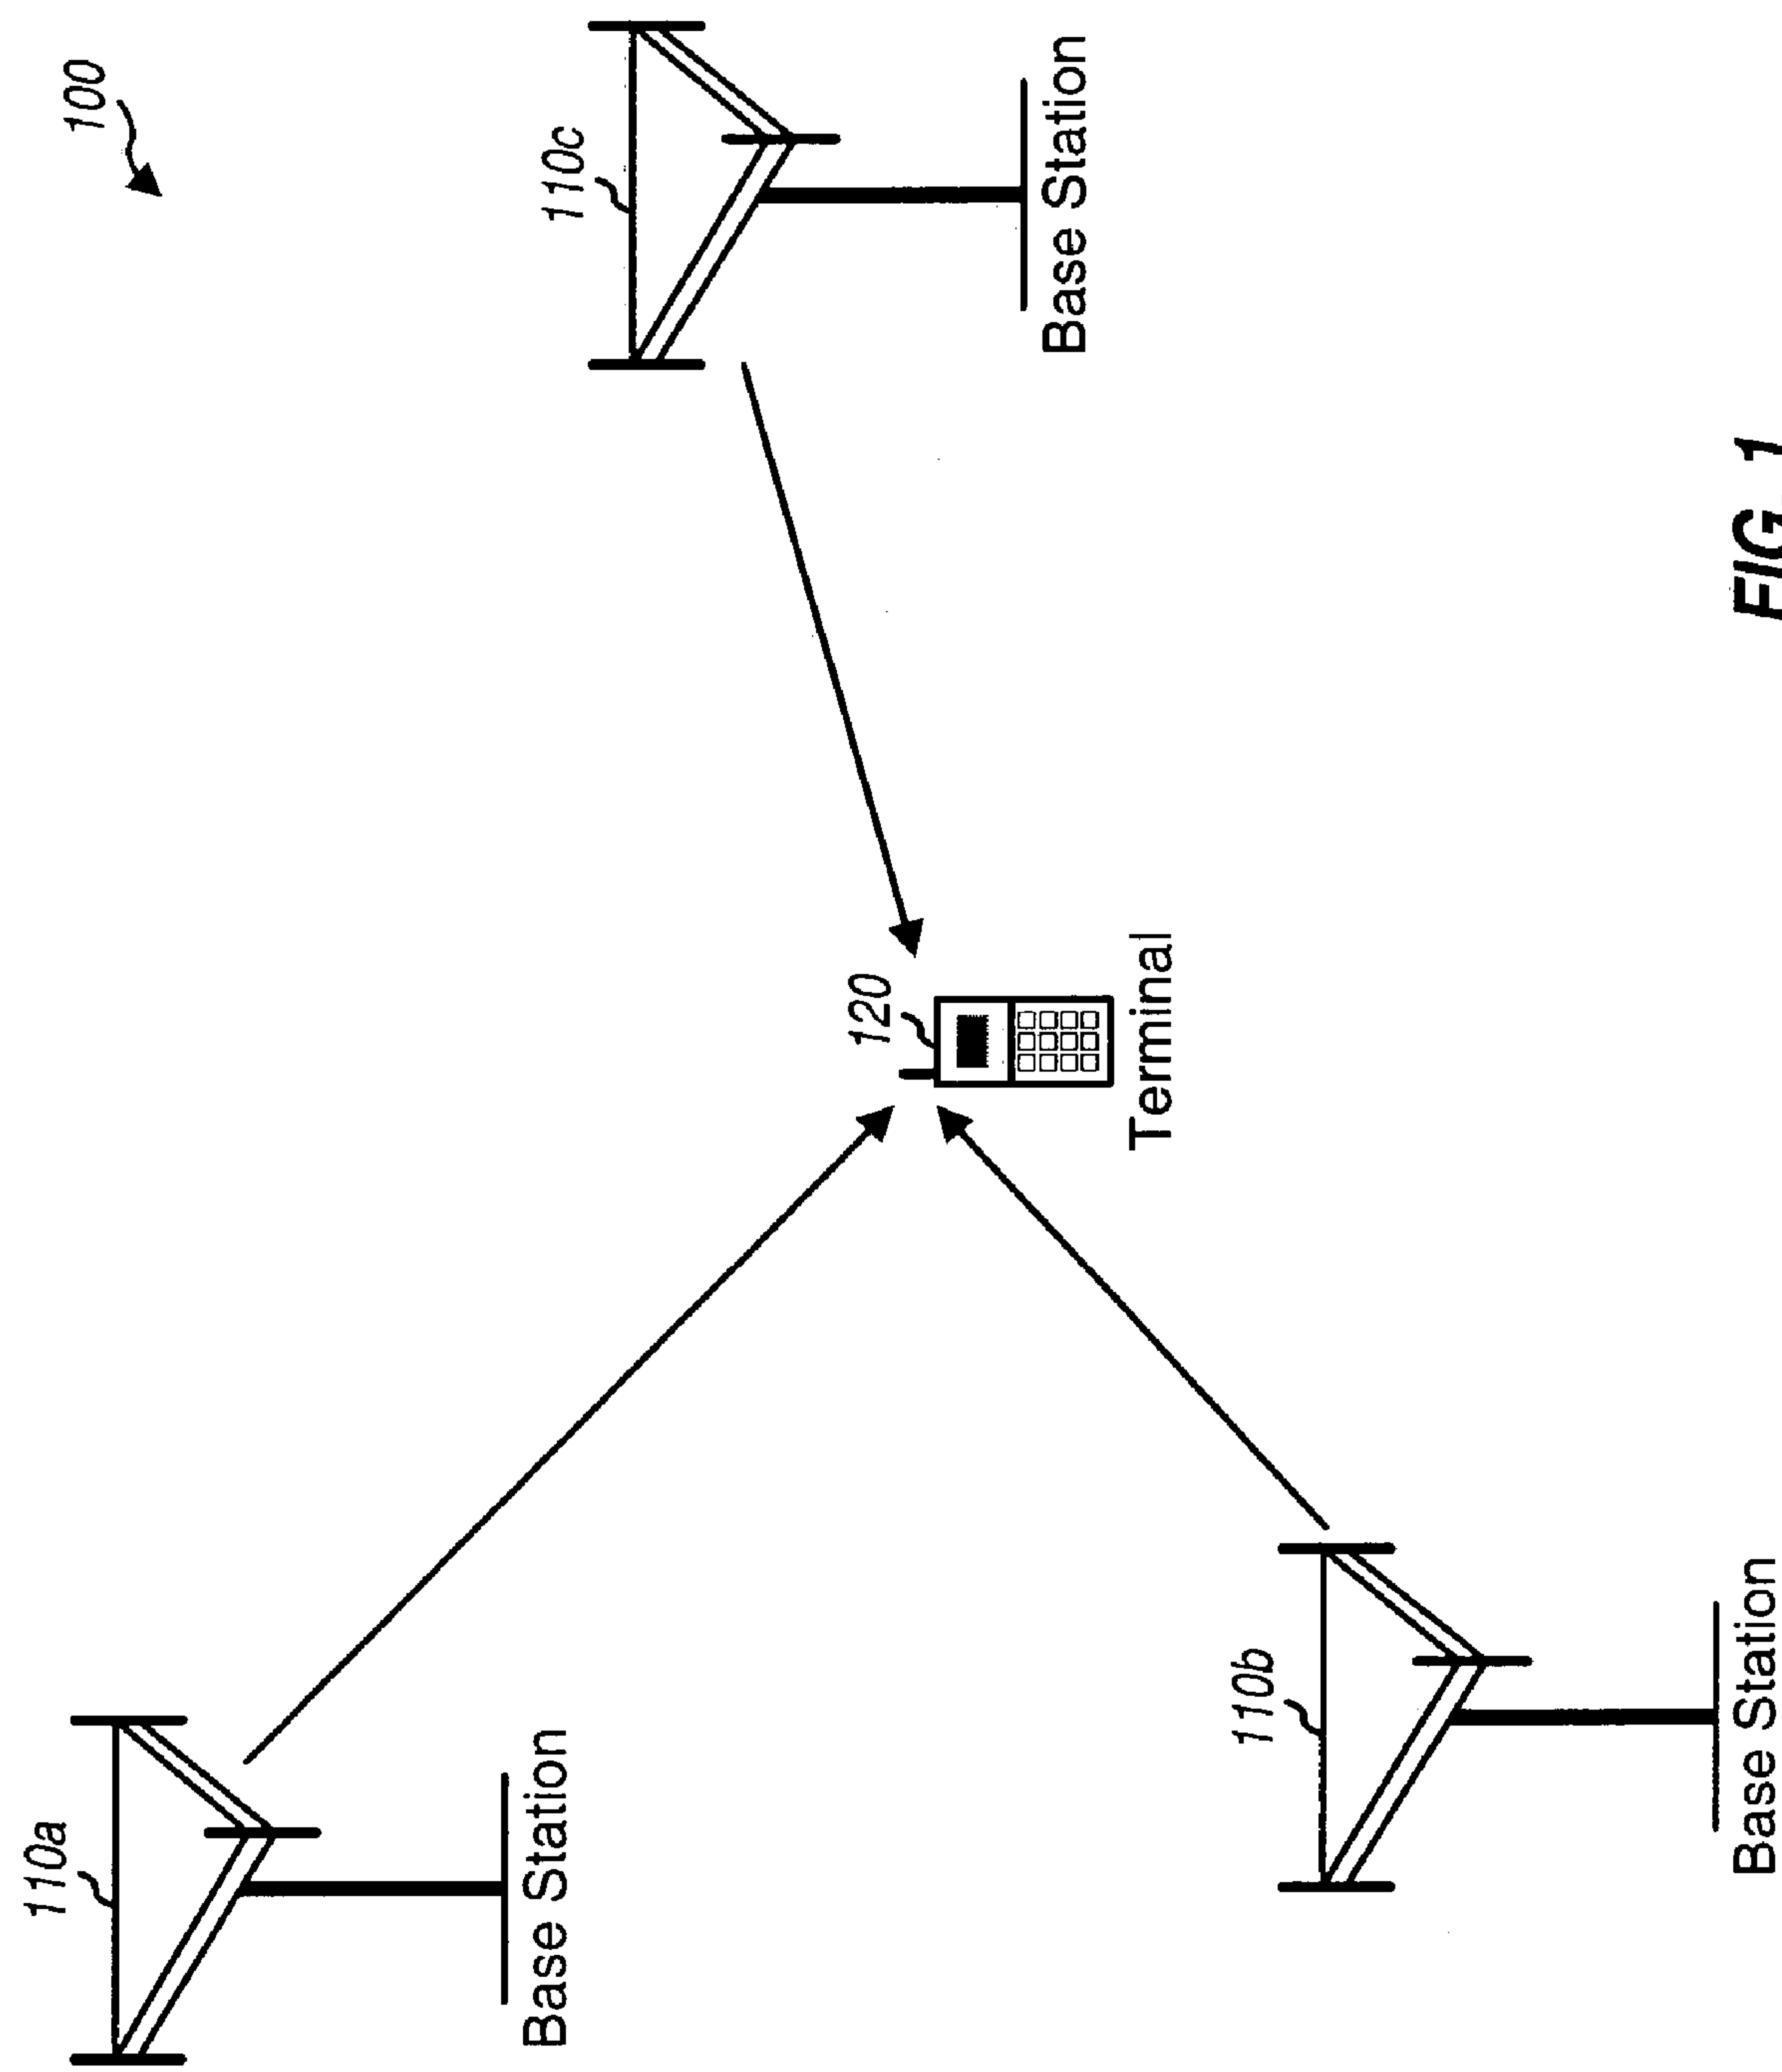 100
110a
Base Station
110c
Base Station
120
Terminal
110b
Base Station
FIG. 1